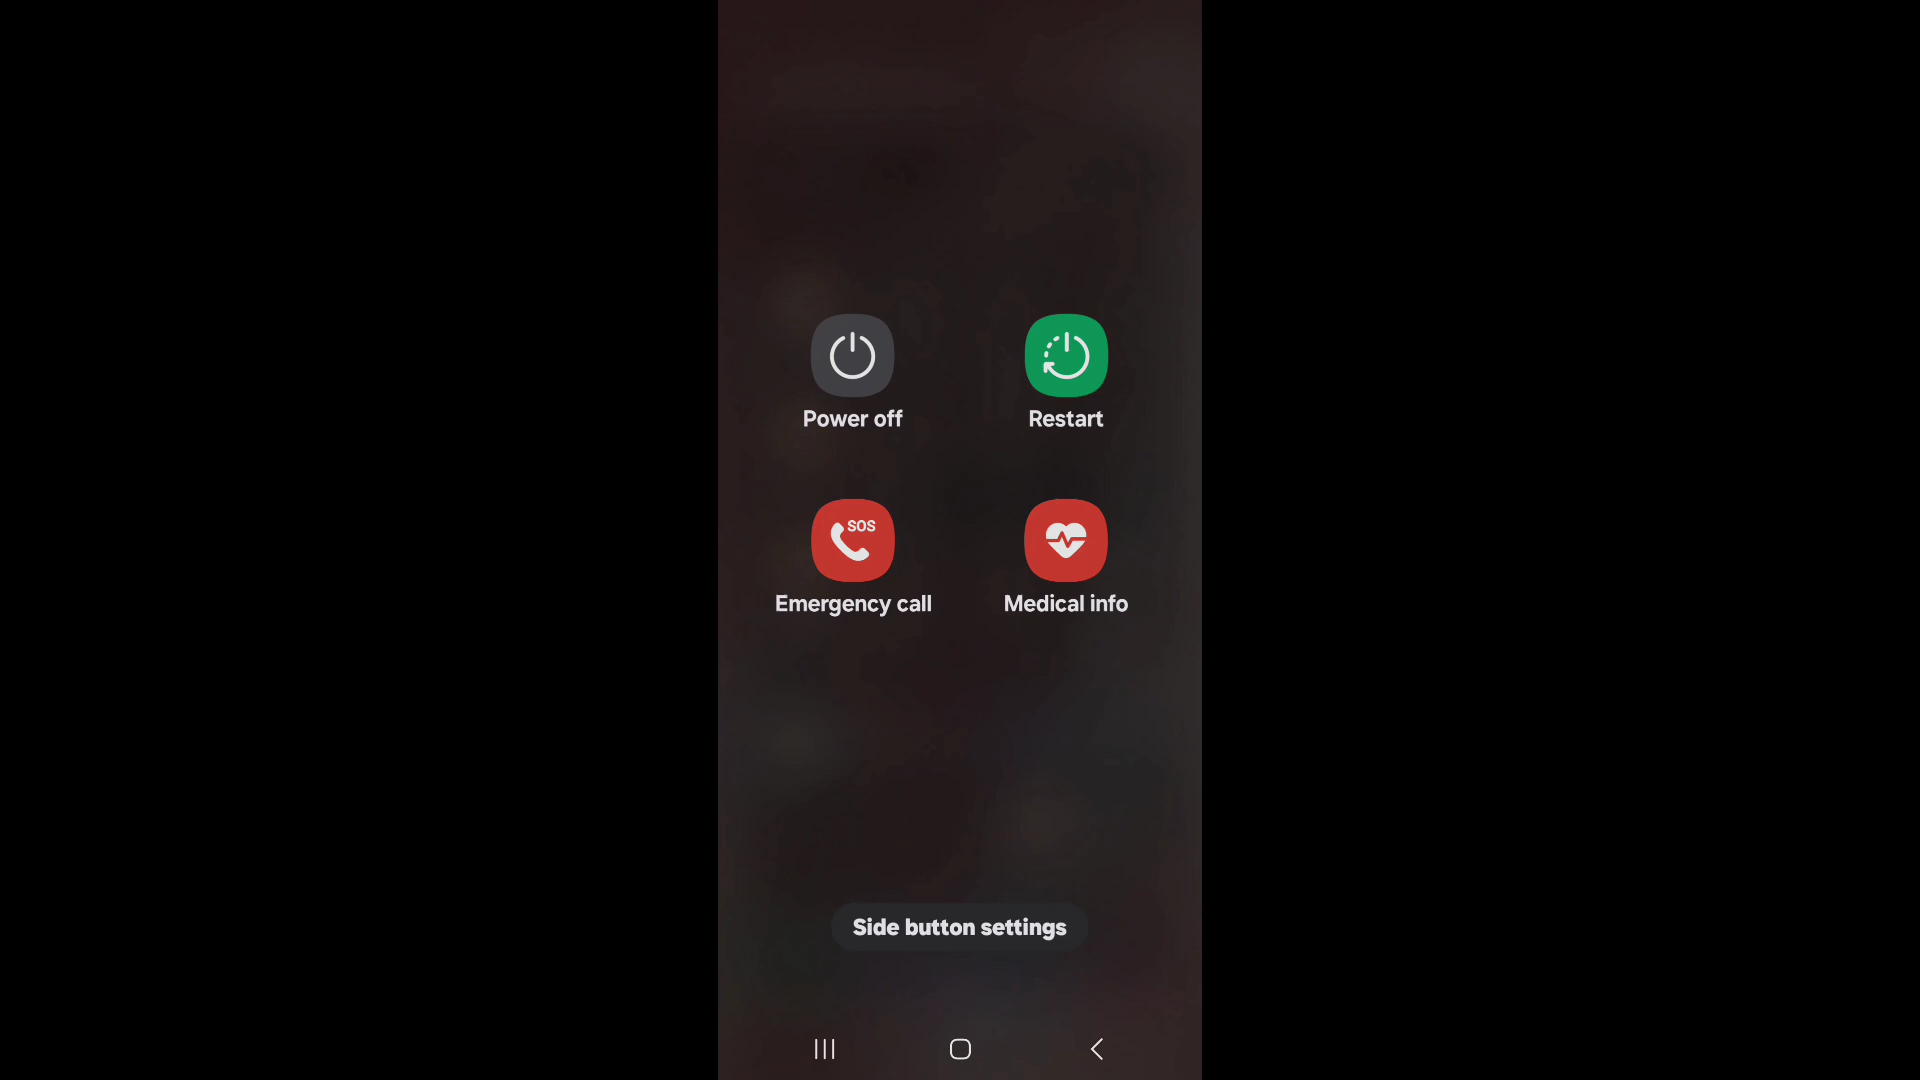 Power off
Restart
SOS
Emergency call
Medical info
Side button settings